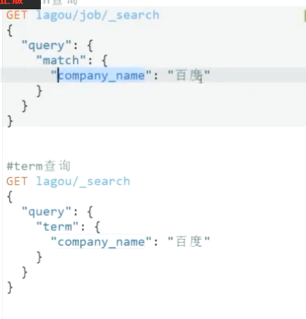 查询
GET lagou/job/_search
{
"query": {
"match": {
"company_name": "百度"
}
}
}
#term查询
GET lagou/_search
{
"query": {
"term": {
"company_name": "百度"
}
}
}